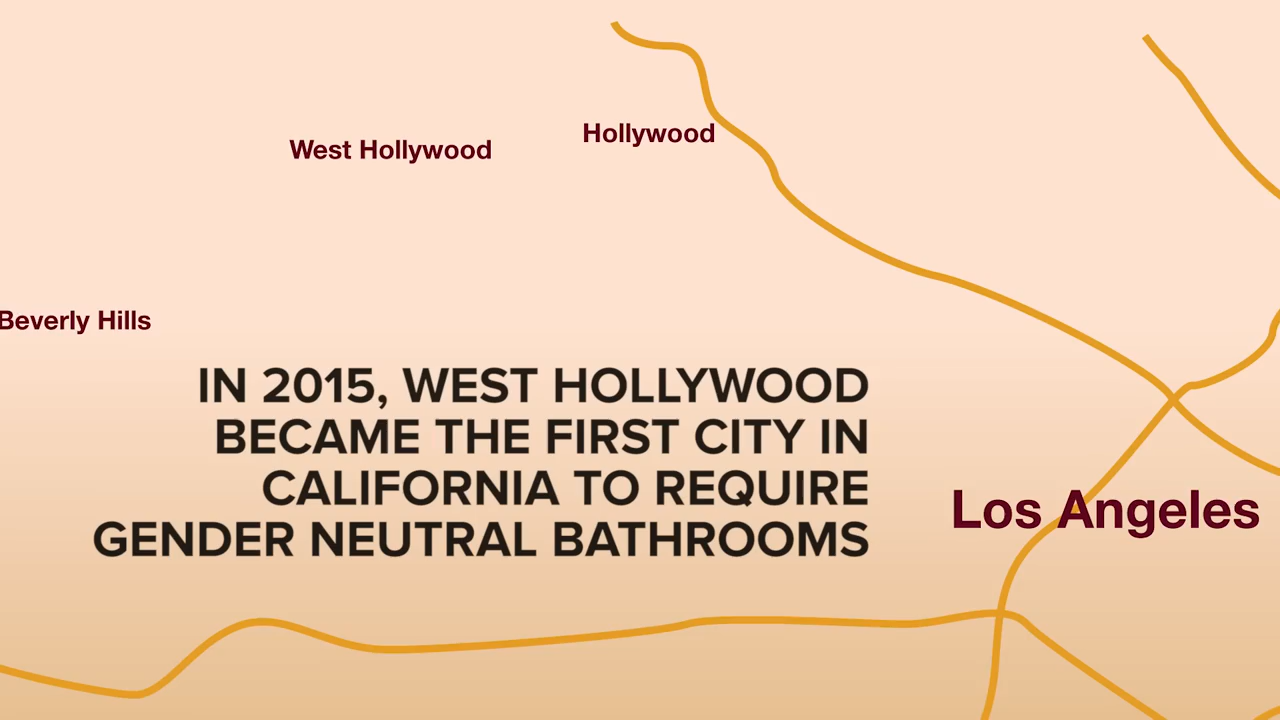 Hollywood
West Hollywood
Beverly Hills
IN 2015, WEST HOLLYWOOD
BECAME THE FIRST CITY IN
CALIFORNIA TO REQUIRE
GENDER NEUTRAL BATHROOMS
Los Angeles